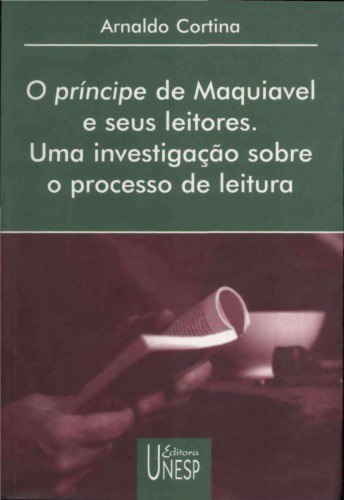 Arnaldo Cortina
O príncipe de Maquiavel
e seus leitores.
Uma investigação sobre
o processo de leitura
Editora
UNESP